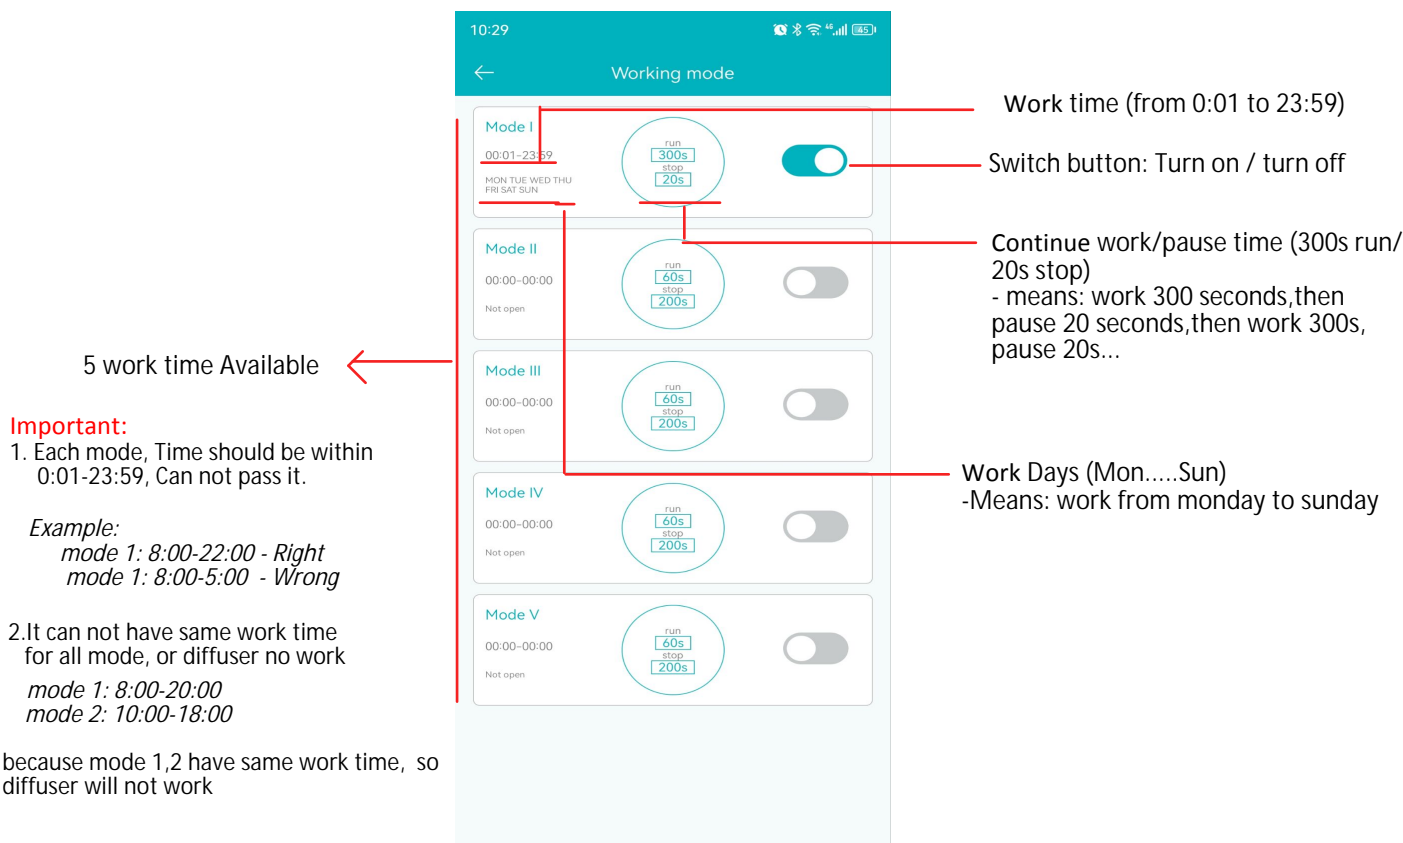 10:29
4G
45
Working mode
Mode I
00:01-23:59
MON TUE WED THU
FRI SAT SUN
run
300s
stop
20s
Mode II
00:00-00:00
Not open
run
60s
stop
200s
Mode III
00:00-00:00
Not open
run
60s
stop
200s
Mode IV
00:00-00:00
Not open
run
60s
stop
200s
Mode V
00:00-00:00
Not open
run
60s
stop
200s
Work time (from 0:01 to 23:59)
Switch button: Turn on / turn off
Continue work/pause time (300s run/
20s stop)
- means: work 300 seconds,then
pause 20 seconds,then work 300s,
pause 20s...
Work Days (Mon.....Sun)
-Means: work from monday to sunday
5 work time Available
Important:
1. Each mode, Time should be within
0:01-23:59, Can not pass it.
Example:
mode 1: 8:00-22:00 - Right
mode 1: 8:00-5:00 - Wrong
2.It can not have same work time
for all mode, or diffuser no work
mode 1: 8:00-20:00
mode 2: 10:00-18:00
because mode 1,2 have same work time, so
diffuser will not work